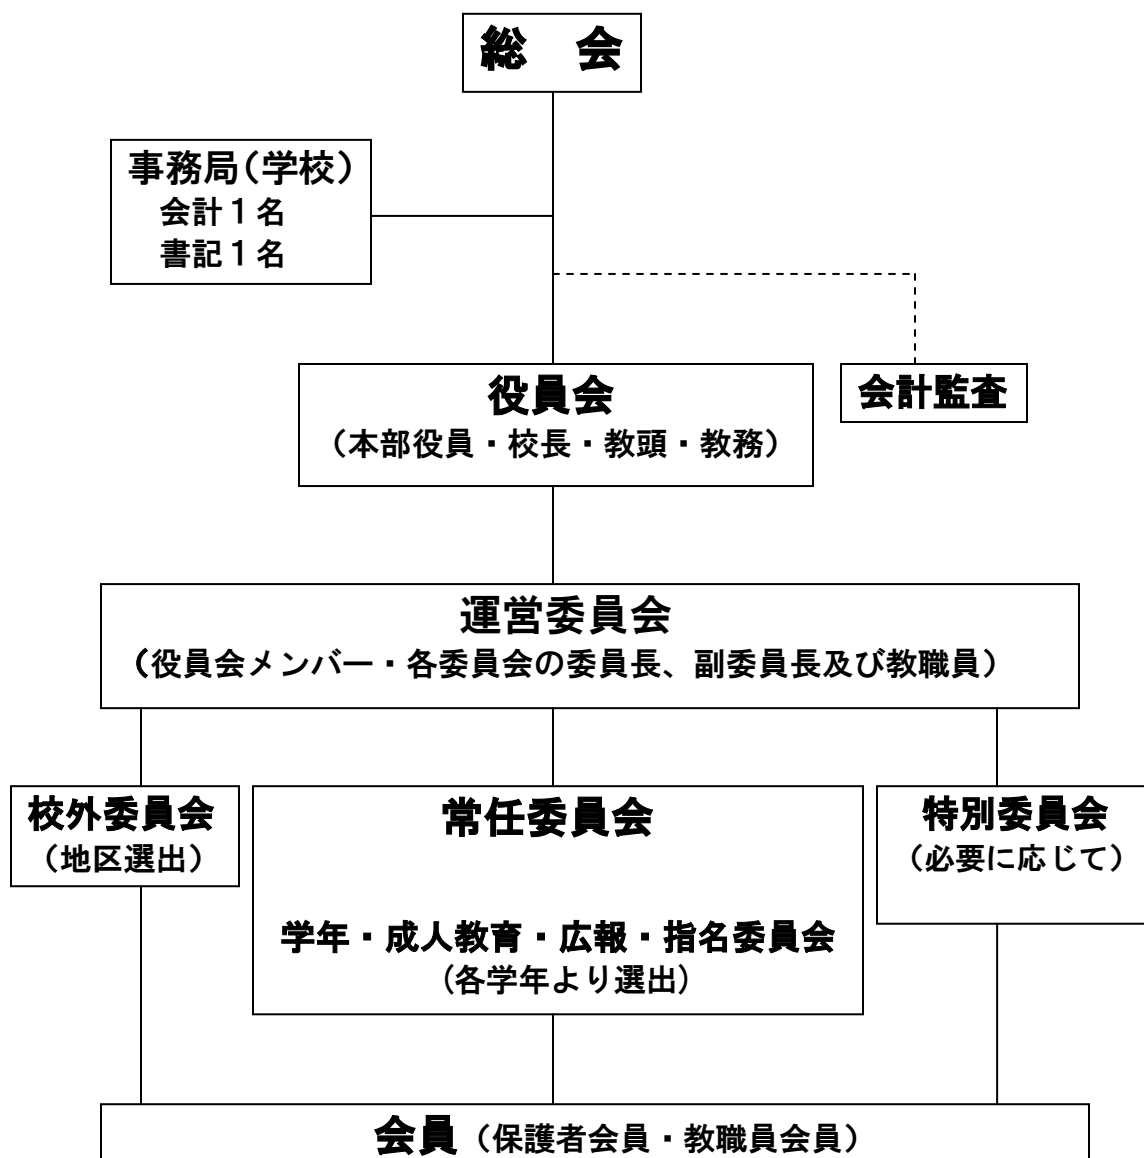 総　会
事務局（学校）
会計１名
書記１名
役員会
（本部役員・校長・教頭・教務）
会計監査
運営委員会
（役員会メンバー・各委員会の委員長、副委員長及び教職員）
校外委員会
（地区選出）
常任委員会
学年・成人教育・広報・指名委員会
（各学年より選出）
特別委員会
（必要に応じて）
会員（保護者会員・教職員会員）